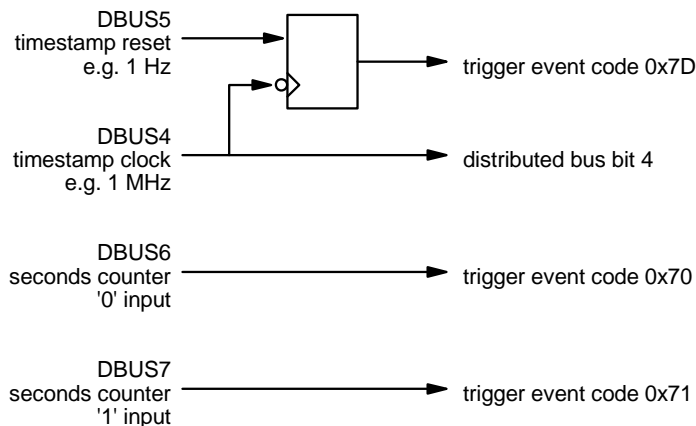 DBUS5
timestamp reset
e.g. 1 Hz
trigger event code 0x7D
DBUS4
timestamp clock
e.g. 1 MHz
distributed bus bit 4
DBUS6
seconds counter
'0' input
trigger event code 0x70
DBUS7
seconds counter
'1' input
trigger event code 0x71